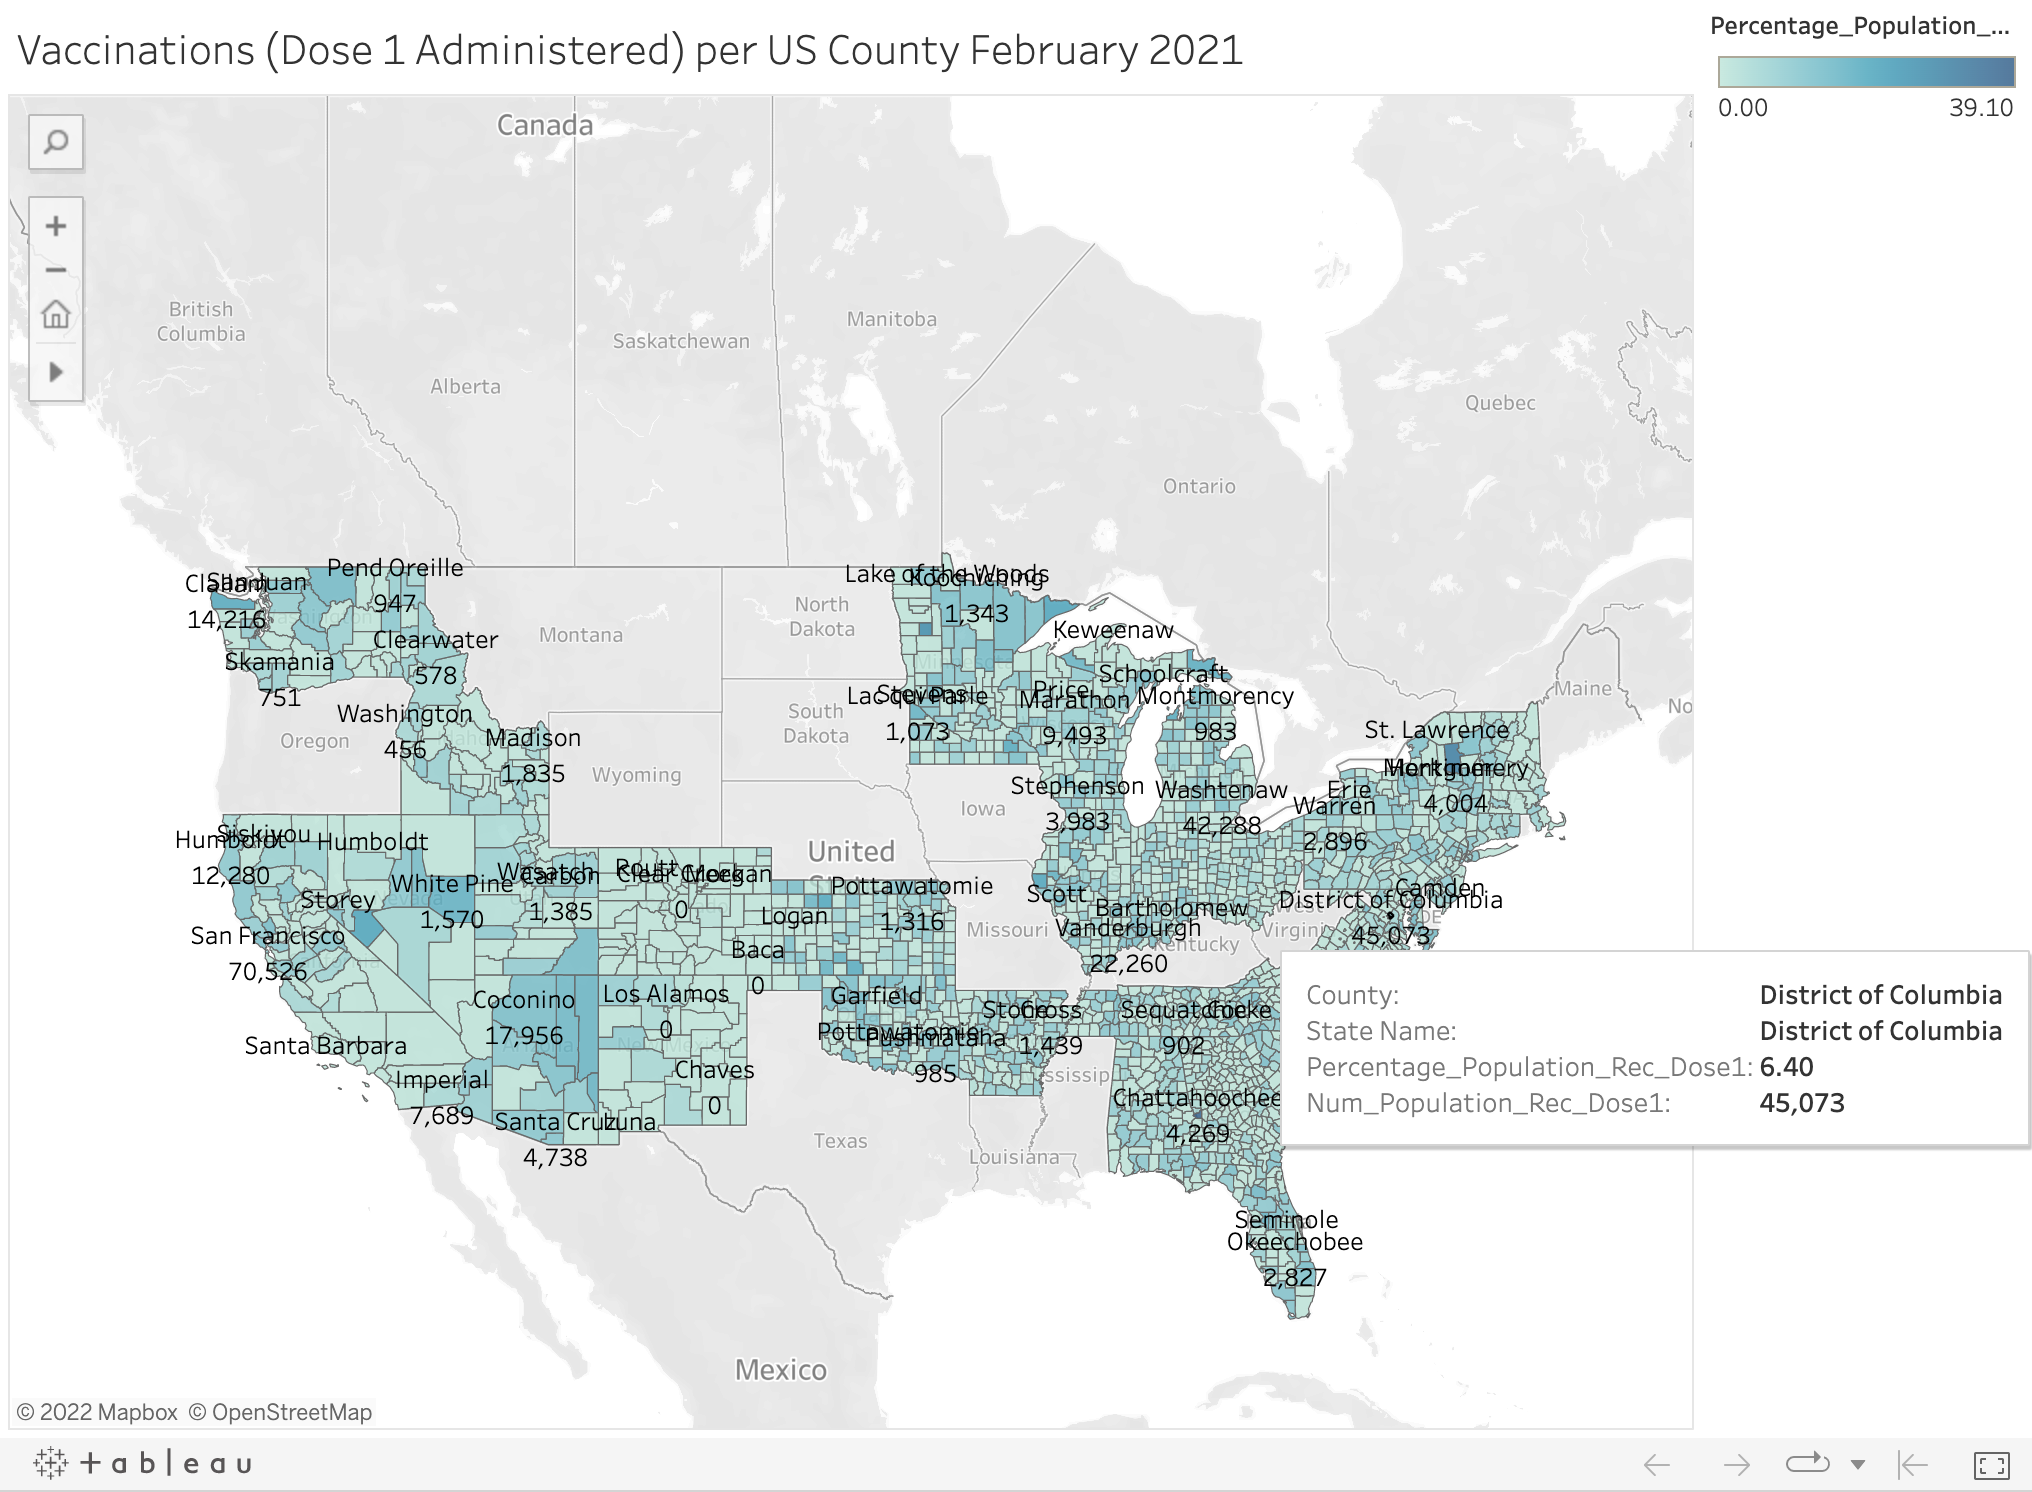 Vaccinations (Dose 1 Administered) per US County February 2021
Percentage_Population_...
0.00 39.10
Canada
British
Columbia
Alberta
Saskatchewan
Manitoba
Ontario
Quebec
Pend Oreille
947
Clallam
San Juan
14,216
Clearwater
578
Skamania
751
Washington
456
Madison
1,835
Montana
North
Dakota
South
Dakota
Oregon
Wyoming
Iowa
Maine
No
Lake of the Woods
Koochiching
1,343
Keweenaw
Schoolcraft
Lac qui Parle
Stevens
1,073
Price
Marathon
9,493
Montmorency
983
St. Lawrence
Herkimer
Montgomery
4,004
Stephenson
3,983
Washtenaw
42,288
Erie
Warren
2,896
Siskiyou
Humboldt
12,280
Humboldt
White Pine
1,570
Wasatch
Carbon
1,385
Routt
Clear Creek
Morgan
0
United
Pottawatomie
1,316
Storey
Logan
Scott
Camden
District of Columbia
45,073
DE
Bartholomew
Vanderburgh
22,260
Missouri
Kentucky
West
Virginia
San Francisco
70,526
Baca
0
Coconino
17,956
Los Alamos
0
Garfield
Pottawatomie
Pushmataha
985
Stone
Cross
1,439
Sequatchie
Cocke
902
Santa Barbara
Imperial
7,689
Chaves
0
Santa Cruz
Luna
4,738
Chattahoochee
4,269
Texas
Louisiana
ssissip
Seminole
Okeechobee
2,827
Mexico
County: District of Columbia
State Name: District of Columbia
Percentage_Population_Rec_Dose1: 6.40
Num_Population_Rec_Dose1: 45,073
© 2022 Mapbox © OpenStreetMap
+ a b | e a u